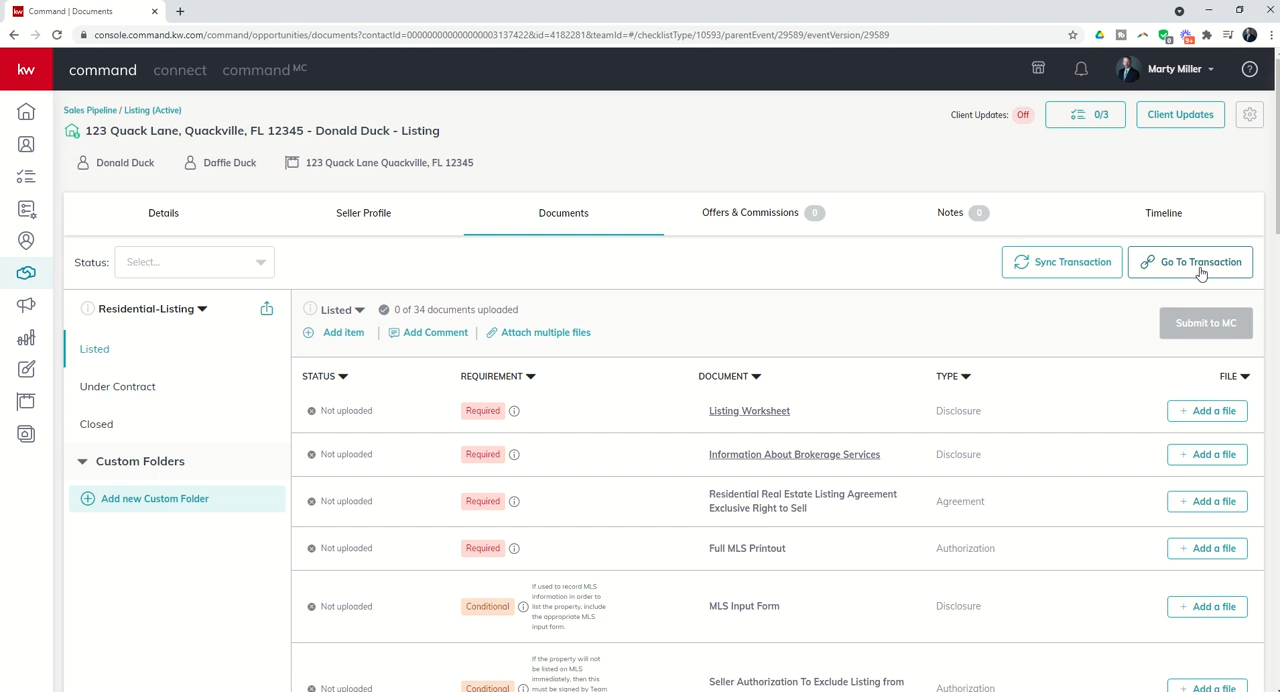 kw Command | Documents
console.command.kw.com/command/opportunities/documents?contactId=0000000000000000003137422&id=4182281&teamId=#/checklistType/10593/parentEvent/29589/eventVersion/29589
kw command connect command MC Marty Miller
Sales Pipeline / Listing (Active)
123 Quack Lane, Quackville, FL 12345 - Donald Duck - Listing
Client Updates: Off 0/3 Client Updates
Donald Duck Daffie Duck 123 Quack Lane Quackville, FL 12345
Details Seller Profile Documents Offers & Commissions 0 Notes 0 Timeline
Status: Select... Sync Transaction Go To Transaction
Residential-Listing
Listed
Under Contract
Closed
Custom Folders
Add new Custom Folder
Listed 0 of 34 documents uploaded
Add item Add Comment Attach multiple files
Submit to MC
STATUS REQUIREMENT DOCUMENT TYPE FILE
Not uploaded Required Listing Worksheet Disclosure + Add a file
Not uploaded Required Information About Brokerage Services Disclosure + Add a file
Not uploaded Required Residential Real Estate Listing Agreement Agreement + Add a file
Exclusive Right to Sell
Not uploaded Required Full MLS Printout Authorization + Add a file
If used to record MLS
information in order to
Not uploaded Conditional list the property, include MLS Input Form Disclosure + Add a file
the appropriate MLS
input form.
If the property will not
be listed on MLS
immediately, then this Seller Authorization To Exclude Listing from
Not uploaded Conditional must be signed by Team Authorization + Add a file